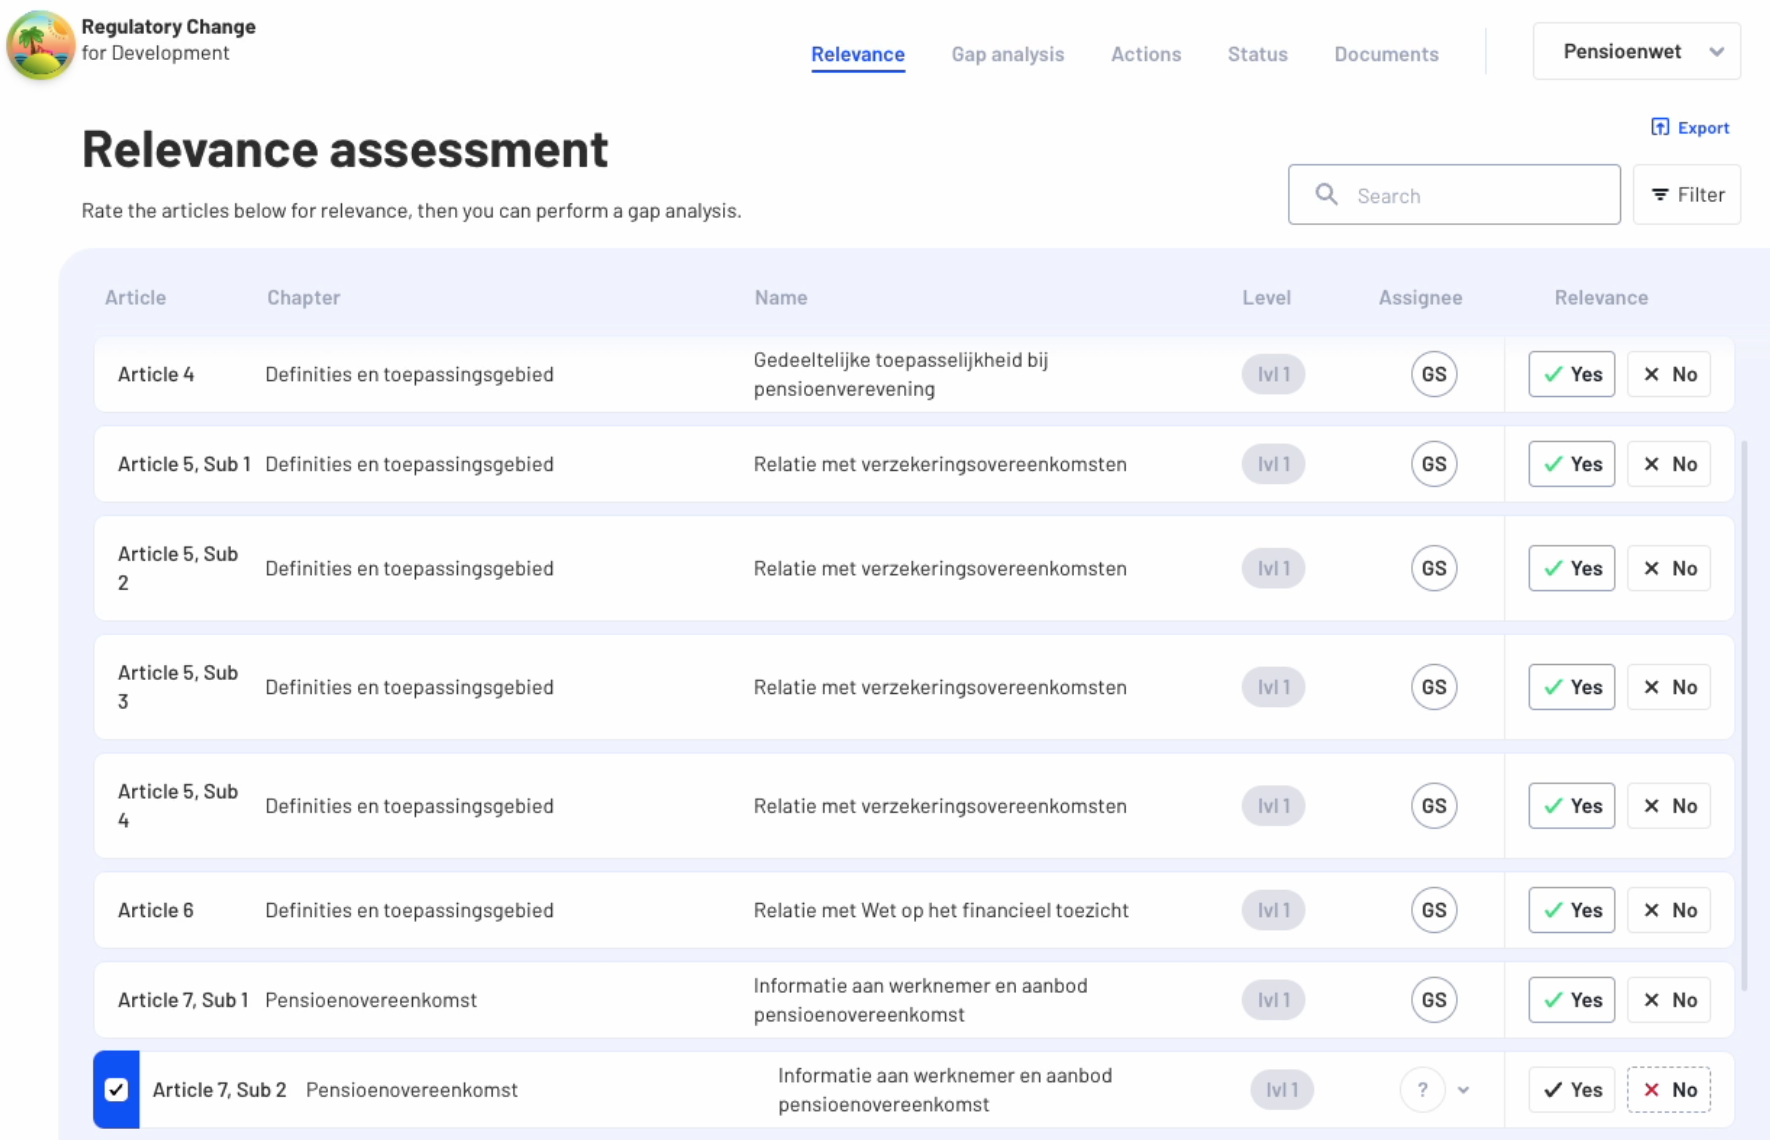 Regulatory Change
for Development
Relevance
Gap analysis
Actions
Status
Documents
Pensioenwet
Export
Relevance assessment
Rate the articles below for relevance, then you can perform a gap analysis.
Search
Filter
Article
Chapter
Name
Level
Assignee
Relevance
Article 4
Definities en toepassingsgebied
Gedeeltelijke toepasselijkheid bij
pensioenverevening
lvl 1
GS
Yes
No
Article 5, Sub 1
Definities en toepassingsgebied
Relatie met verzekeringsovereenkomsten
lvl 1
GS
Yes
No
Article 5, Sub
2
Definities en toepassingsgebied
Relatie met verzekeringsovereenkomsten
lvl 1
GS
Yes
No
Article 5, Sub
3
Definities en toepassingsgebied
Relatie met verzekeringsovereenkomsten
lvl 1
GS
Yes
No
Article 5, Sub
4
Definities en toepassingsgebied
Relatie met verzekeringsovereenkomsten
lvl 1
GS
Yes
No
Article 6
Definities en toepassingsgebied
Relatie met Wet op het financieel toezicht
lvl 1
GS
Yes
No
Article 7, Sub 1
Pensioenovereenkomst
Informatie aan werknemer en aanbod
pensioenovereenkomst
lvl 1
GS
Yes
No
Article 7, Sub 2
Pensioenovereenkomst
Informatie aan werknemer en aanbod
pensioenovereenkomst
lvl 1
?
Yes
No